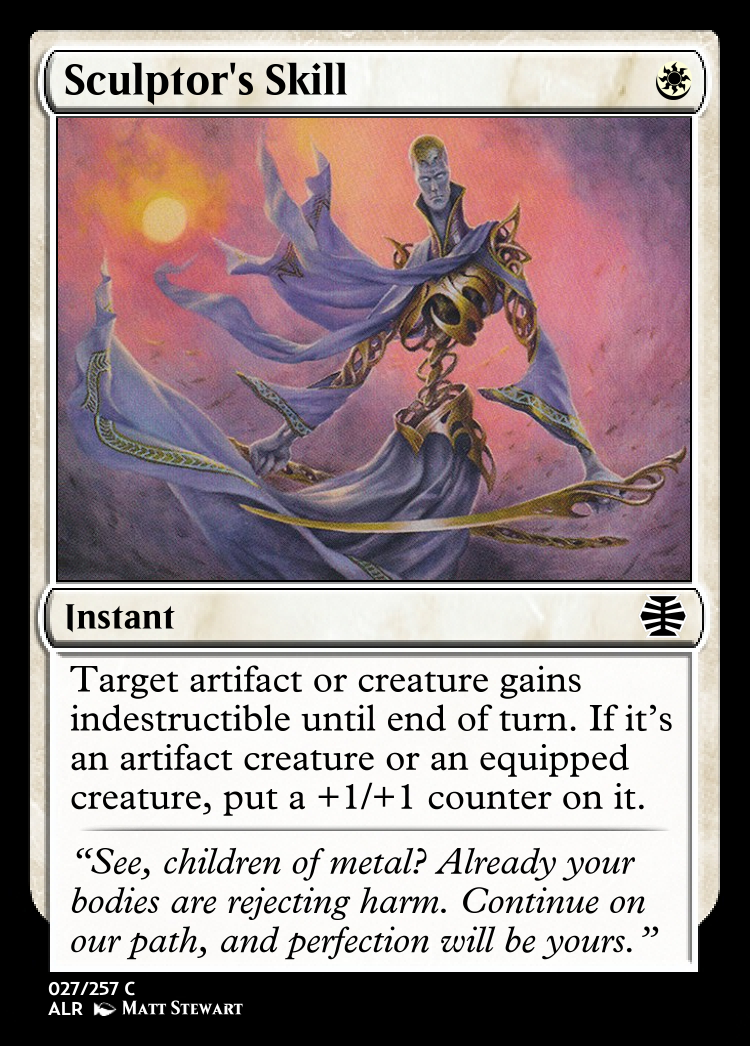 Sculptor's Skill
Instant
Target artifact or creature gains
indestructible until end of turn. If it’s
an artifact creature or an equipped
creature, put a +1/+1 counter on it.
“See, children of metal? Already your
bodies are rejecting harm. Continue on
our path, and perfection will be yours.”
027/257 C
ALR Matt Stewart